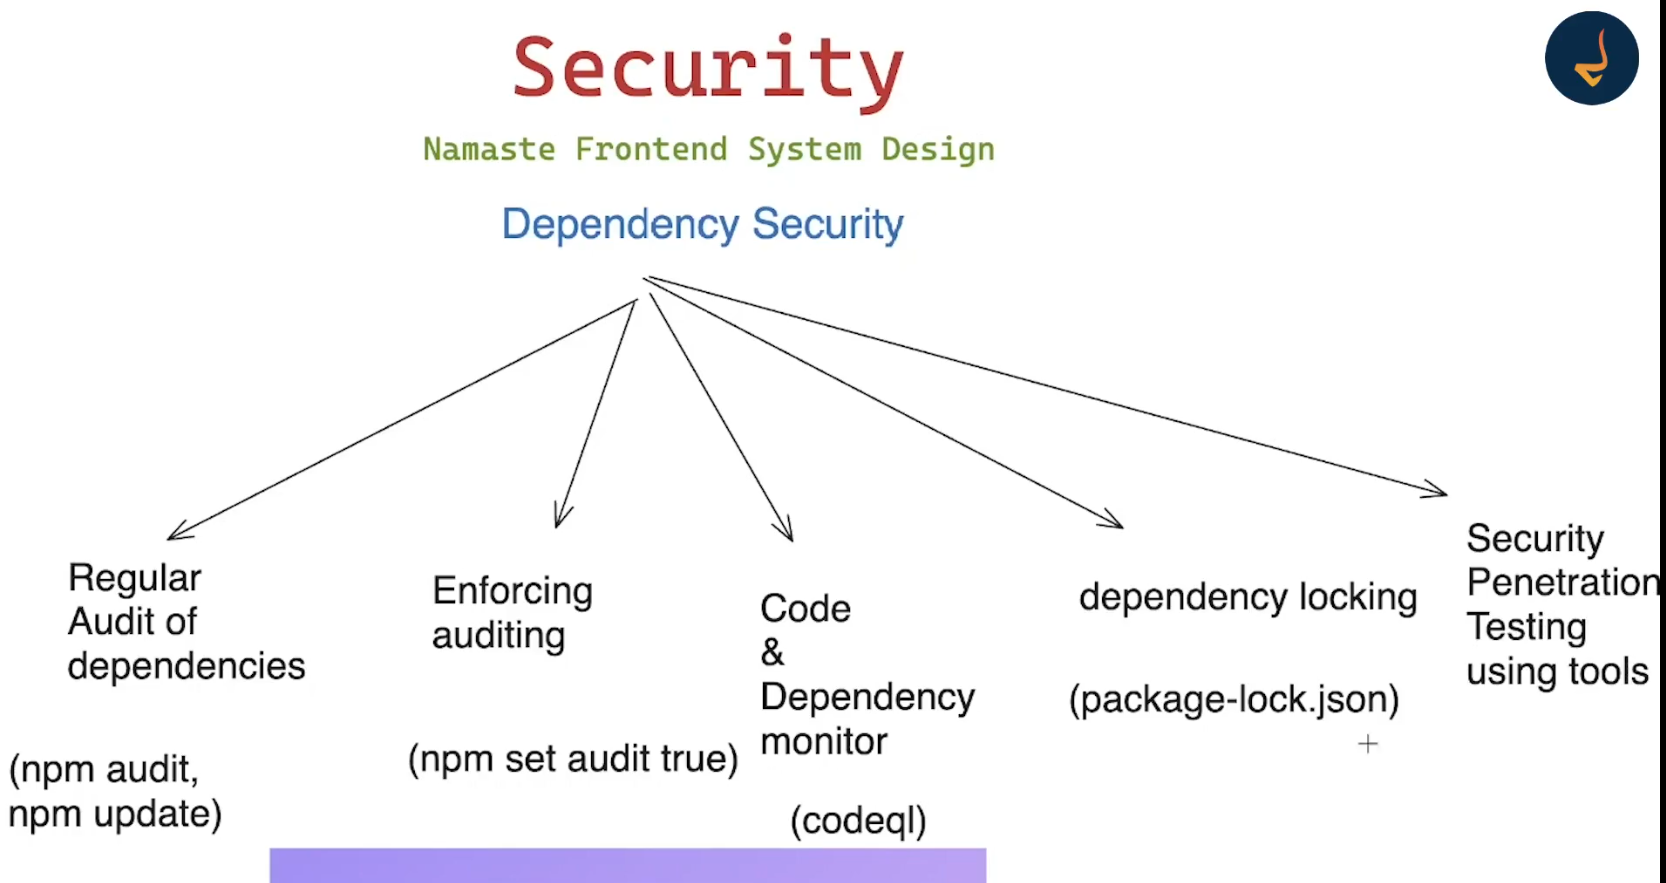 Security
Namaste Frontend System Design
Dependency Security
Regular
Audit of
dependencies
(npm audit,
npm update)
Enforcing
auditing
(npm set audit true)
Code
&
Dependency
monitor
(codeql)
dependency locking
(package-lock.json)
Security
Penetration
Testing
using tools